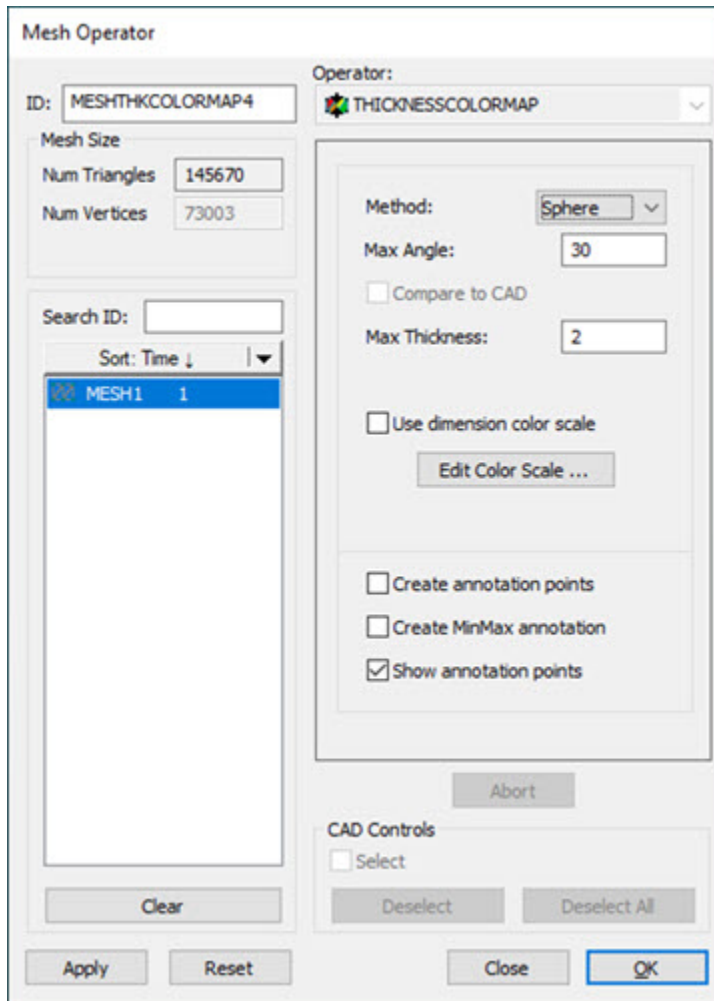 Mesh Operator
ID: MESHTHKCOLORMAP4
Mesh Size
Num Triangles 145670
Num Vertices 73003
Search ID:
Sort: Time ↓
MESH1 1
Clear
Apply Reset
Operator:
THICKNESSCOLORMAP
Method: Sphere
Max Angle: 30
Compare to CAD
Max Thickness: 2
Use dimension color scale
Edit Color Scale ...
Create annotation points
Create MinMax annotation
Show annotation points
Abort
CAD Controls
Select
Deselect Deselect All
Close OK